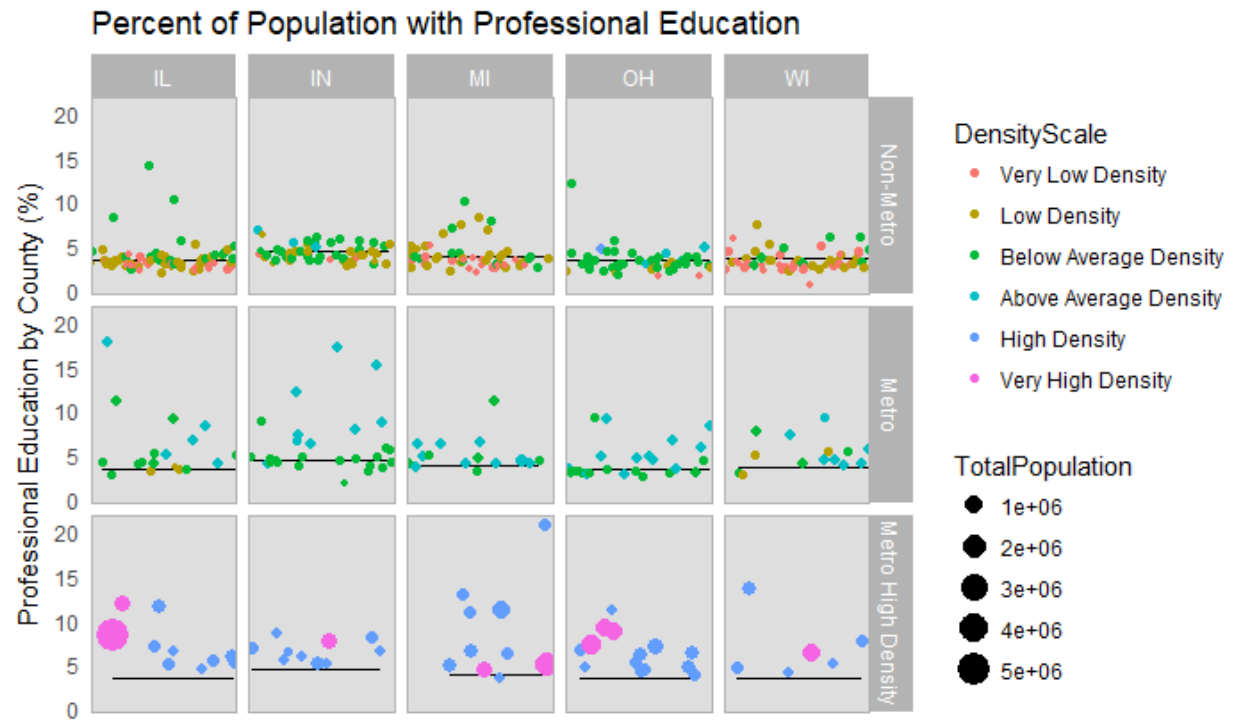 Percent of Population with Professional Education
IL IN MI OH WI
Professional Education by County (%)
20
15
10
5
0
Non-Metro
20
15
10
5
0
Metro
20
15
10
5
0
Metro High Density
DensityScale
Very Low Density
Low Density
Below Average Density
Above Average Density
High Density
Very High Density
TotalPopulation
1e+06
2e+06
3e+06
4e+06
5e+06